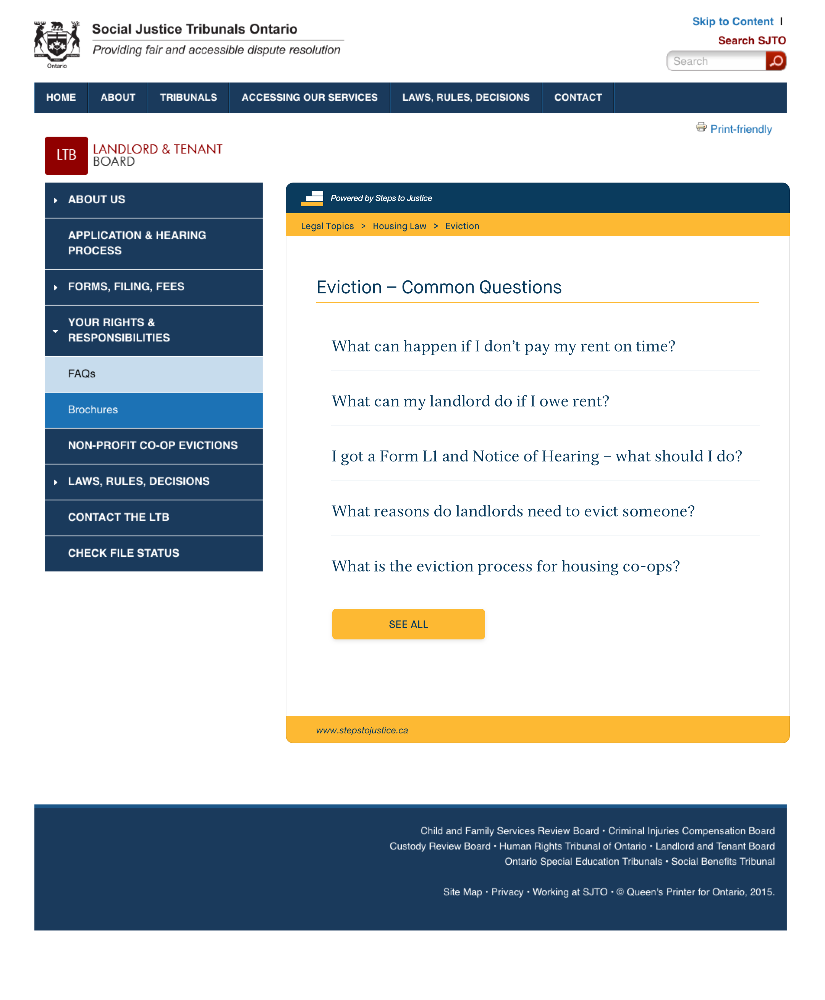 Social Justice Tribunals Ontario
Providing fair and accessible dispute resolution
Ontario
Skip to Content |
Search SJTO
Search
HOME ABOUT TRIBUNALS ACCESSING OUR SERVICES LAWS, RULES, DECISIONS CONTACT
Print-friendly
LTB
LANDLORD & TENANT
BOARD
ABOUT US
APPLICATION & HEARING
PROCESS
FORMS, FILING, FEES
YOUR RIGHTS &
RESPONSIBILITIES
FAQs
Brochures
NON-PROFIT CO-OP EVICTIONS
LAWS, RULES, DECISIONS
CONTACT THE LTB
CHECK FILE STATUS
Powered by Steps to Justice
Legal Topics > Housing Law > Eviction
Eviction – Common Questions
What can happen if I don’t pay my rent on time?
What can my landlord do if I owe rent?
I got a Form L1 and Notice of Hearing – what should I do?
What reasons do landlords need to evict someone?
What is the eviction process for housing co-ops?
SEE ALL
www.stepstojustice.ca
Child and Family Services Review Board • Criminal Injuries Compensation Board
Custody Review Board • Human Rights Tribunal of Ontario • Landlord and Tenant Board
Ontario Special Education Tribunals • Social Benefits Tribunal
Site Map • Privacy • Working at SJTO • © Queen's Printer for Ontario, 2015.